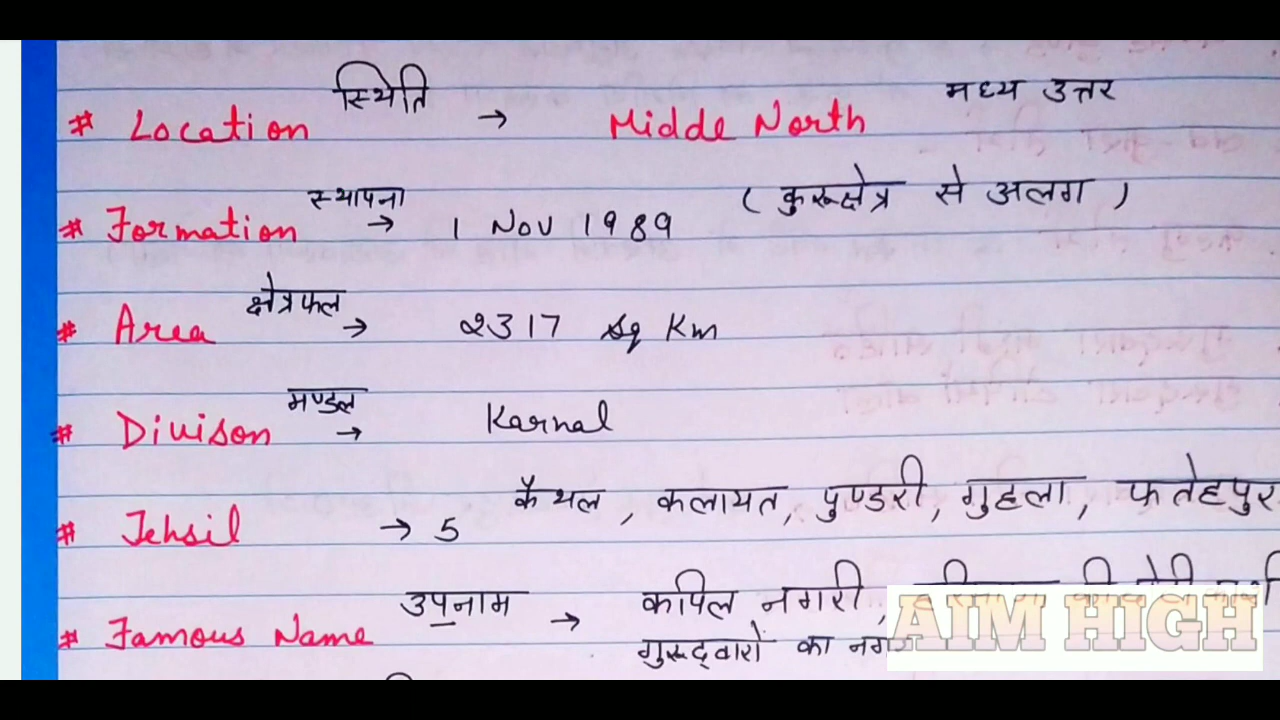 # Location स्थिति → Midde North मध्य उत्तर
# Formation स्थापना → 1 Nov 1989 (कुरूक्षेत्र से अलग)
# Area क्षेत्रफल → 2317 Sq Km
# Divison मण्डल → Karnal
# Tehsil → 5 कैथल, कलायत, पुण्डरी, गुहला, फतेहपुर
# Famous Name उपनाम → कपिल नगरी,
गुरूद्वारों का
AIM HIGH